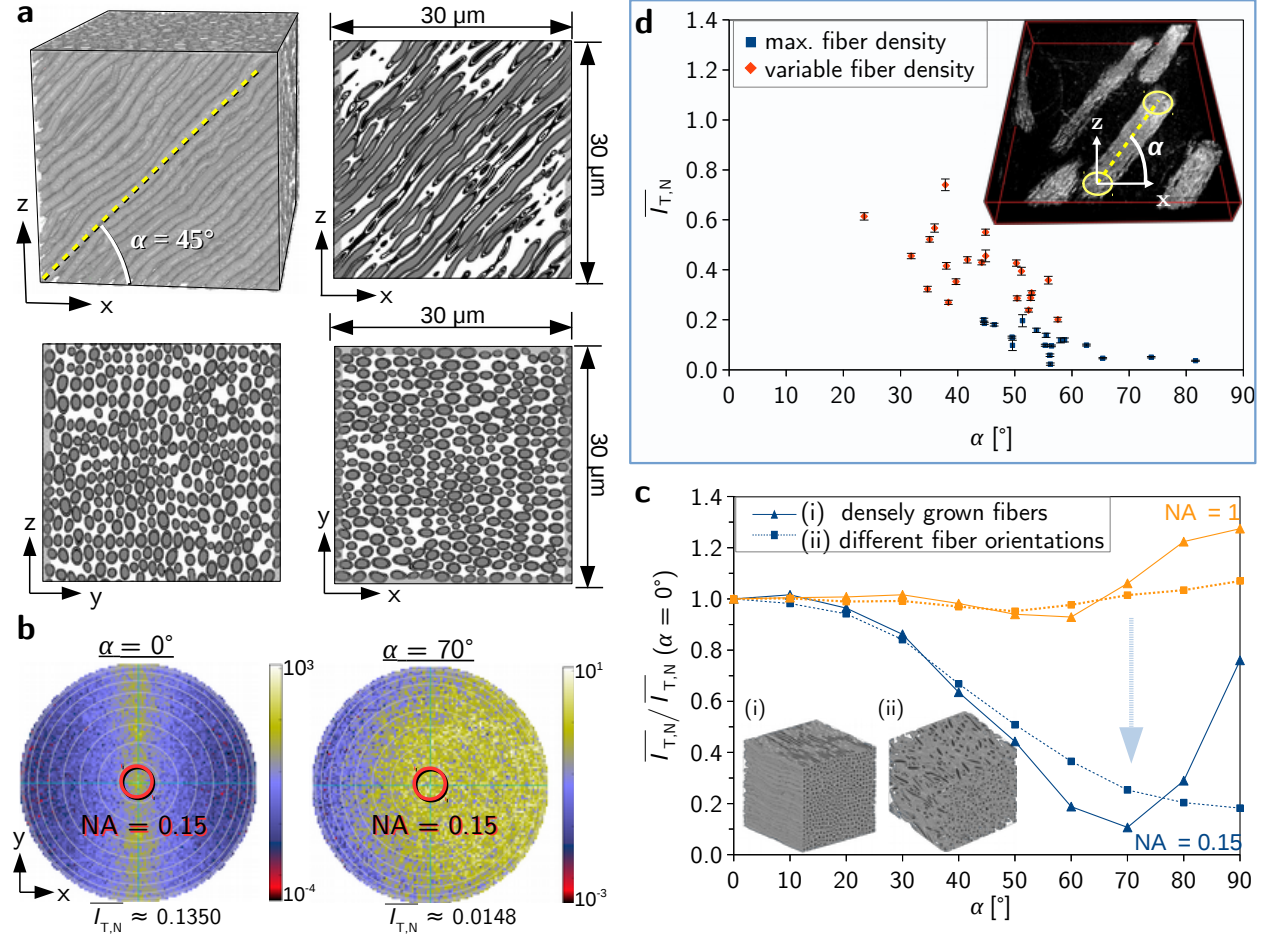 a
30 µm
30 µm
z
x
α = 45°
z
x
30 µm
30 µm
z
y
y
x
b
α = 0°
10³
10⁻⁴
NA = 0.15
y
x
I_T,N ≈ 0.1350
α = 70°
10¹
10⁻³
NA = 0.15
I_T,N ≈ 0.0148
d
max. fiber density
variable fiber density
z
α
x
I_T,N
1.4
1.2
1.0
0.8
0.6
0.4
0.2
0.0
0 10 20 30 40 50 60 70 80 90
α [°]
c
(i) densely grown fibers
(ii) different fiber orientations
NA = 1
I_T,N / I_T,N (α = 0°)
1.4
1.2
1.0
0.8
0.6
0.4
0.2
0.0
(i)
(ii)
NA = 0.15
0 10 20 30 40 50 60 70 80 90
α [°]